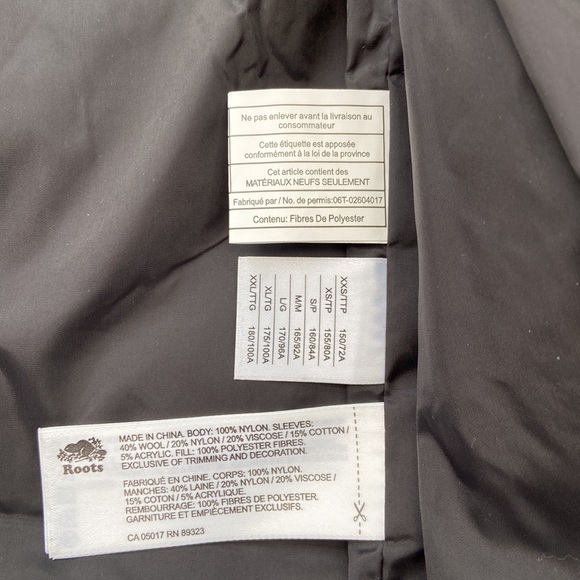 Ne pas enlever avant la livraison au
consommateur
Cette étiquette est apposée
conformément à la loi de la province
Cet article contient des
MATÉRIAUX NEUFS SEULEMENT
Fabriqué par / No. de permis:06T-02604017
Contenu: Fibres De Polyester
XXS/TTP 150/72A
XS/TP 155/80A
S/P 160/84A
M/M 165/92A
L/G 170/96A
XL/TG 175/100A
XXL/TTG 180/100A
Roots
MADE IN CHINA. BODY: 100% NYLON. SLEEVES:
40% WOOL / 20% NYLON / 20% VISCOSE / 15% COTTON /
5% ACRYLIC. FILL: 100% POLYESTER FIBRES.
EXCLUSIVE OF TRIMMING AND DECORATION.
FABRIQUÉ EN CHINE. CORPS: 100% NYLON.
MANCHES: 40% LAINE / 20% NYLON / 20% VISCOSE /
15% COTON / 5% ACRYLIQUE.
REMBOURRAGE: 100% FIBRES DE POLYESTER.
GARNITURE ET EMPIÈCEMENT EXCLUSIFS.
CA 05017 RN 89323